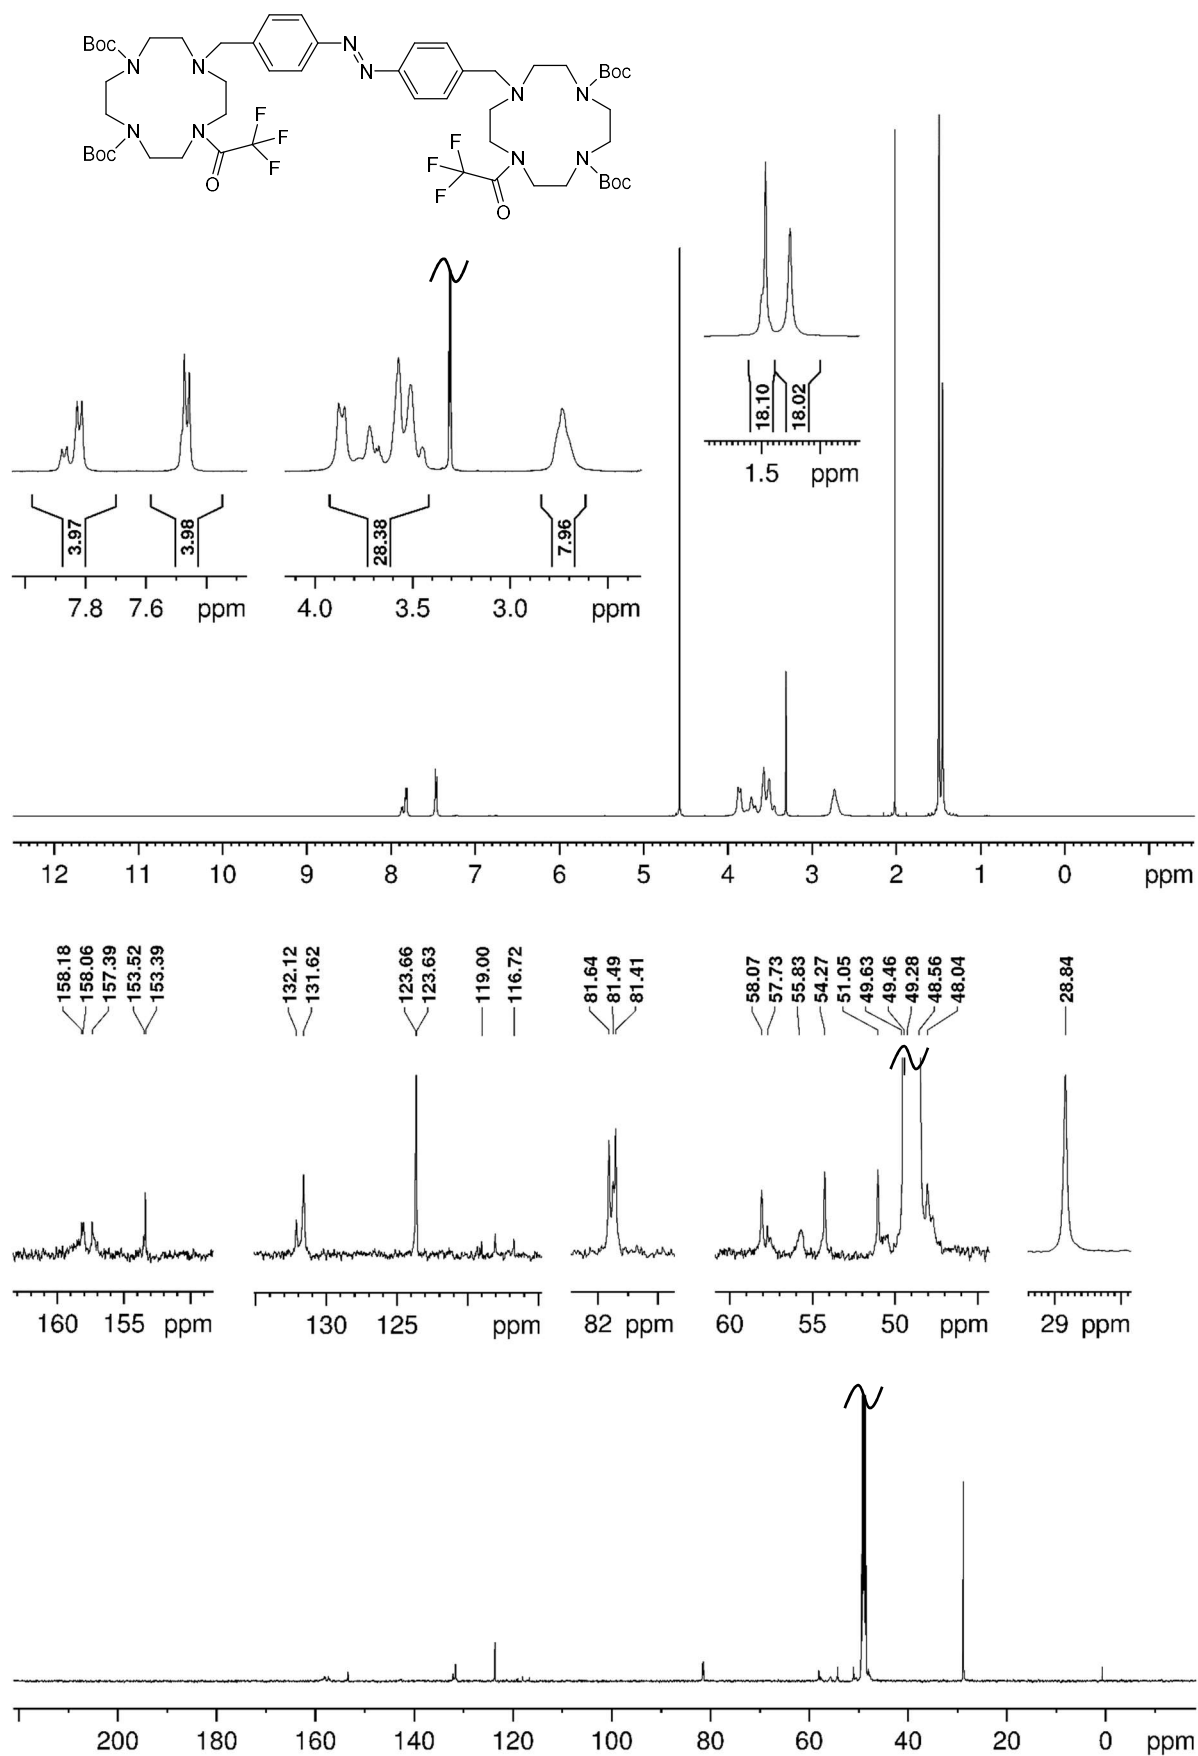 Boc N N N N Boc
N N
O F F F
N N N N Boc Boc
F F F O
18.10 18.02
1.5 ppm
3.97 3.98
28.38 7.96
7.8 7.6 ppm
4.0 3.5 3.0 ppm
12 11 10 9 8 7 6 5 4 3 2 1 0 ppm
158.18 158.06 157.39 153.52 153.39
132.12 131.62 123.66 123.63 119.00 116.72
81.64 81.49 81.41
58.07 57.73 55.83 54.27 51.05 49.63 49.46 49.28 48.56 48.04
28.84
160 155 ppm
130 125 ppm
82 ppm
60 55 50 ppm
29 ppm
200 180 160 140 120 100 80 60 40 20 0 ppm